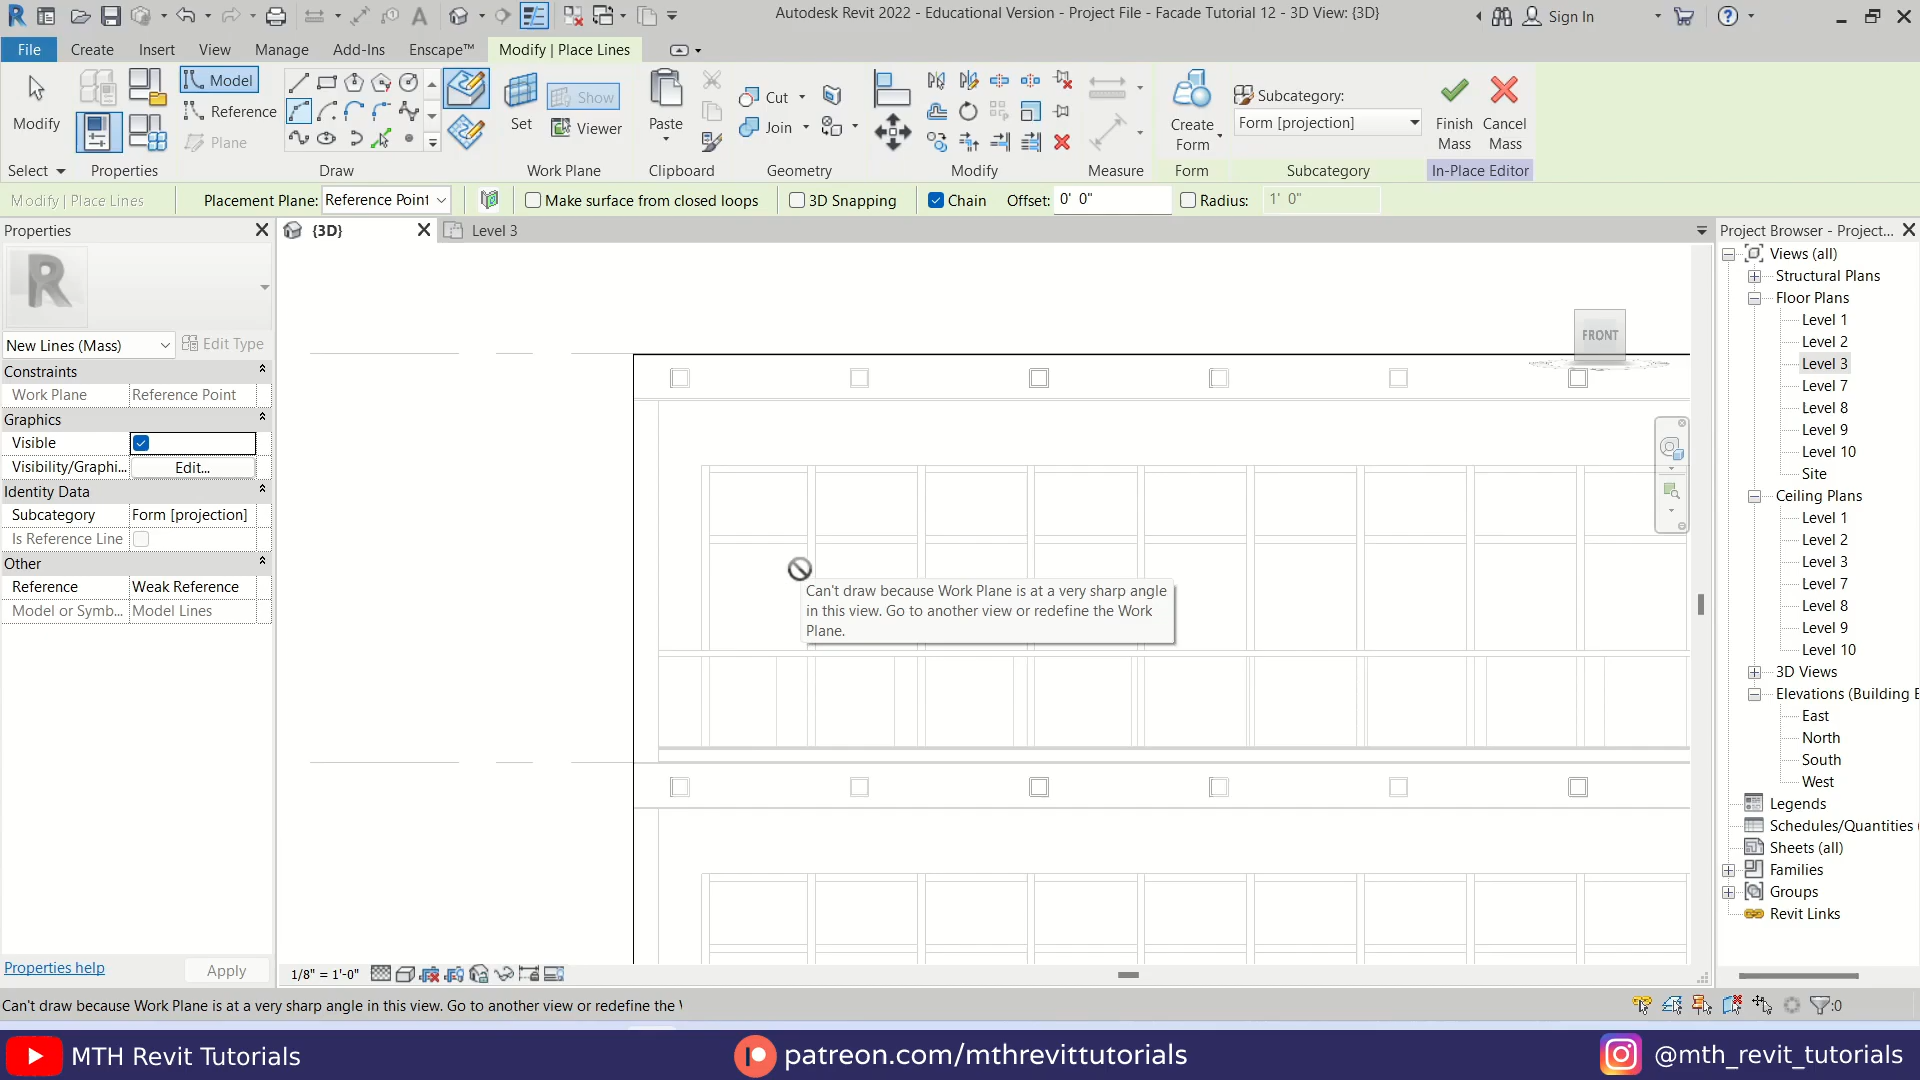 Autodesk Revit 2022 - Educational Version - Project File - Facade Tutorial 12 - 3D View: {3D}
Sign In
File
Create
Insert
View
Manage
Add-Ins
Enscape™
Modify | Place Lines
Modify
Model
Reference
Plane
Set
Show
Viewer
Paste
Cut
Join
Create
Form
Subcategory:
Form [projection]
Finish
Mass
Cancel
Mass
Select
Properties
Draw
Work Plane
Clipboard
Geometry
Modify
Measure
Form
Subcategory
In-Place Editor
Modify | Place Lines
Placement Plane:
Reference Point
Make surface from closed loops
3D Snapping
Chain
Offset:
0' 0"
Radius:
1' 0"
Properties
{3D}
Level 3
Project Browser - Project...
R
New Lines (Mass)
Edit Type
Constraints
Work Plane
Reference Point
Graphics
Visible
Visibility/Graphi...
Edit...
Identity Data
Subcategory
Form [projection]
Is Reference Line
Other
Reference
Weak Reference
Model or Symb...
Model Lines
Properties help
Apply
FRONT
Can't draw because Work Plane is at a very sharp angle
in this view. Go to another view or redefine the Work
Plane.
Views (all)
Structural Plans
Floor Plans
Level 1
Level 2
Level 3
Level 7
Level 8
Level 9
Level 10
Site
Ceiling Plans
Level 1
Level 2
Level 3
Level 7
Level 8
Level 9
Level 10
3D Views
Elevations (Building E
East
North
South
West
Legends
Schedules/Quantities (
Sheets (all)
Families
Groups
Revit Links
1/8" = 1'-0"
Can't draw because Work Plane is at a very sharp angle in this view. Go to another view or redefine the
:0
MTH Revit Tutorials
patreon.com/mthrevittutorials
@mth_revit_tutorials